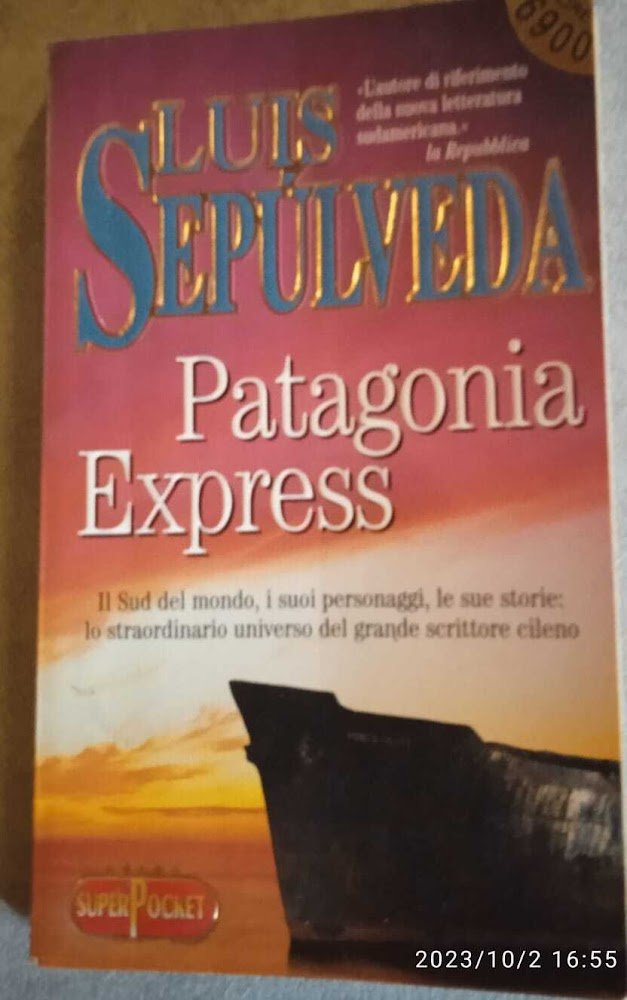 6900
LUIS
«L'autore di riferimento
della nuova letteratura
sudamericana.»
la Repubblica
SEPÚLVEDA
Patagonia
Express
Il Sud del mondo, i suoi personaggi, le sue storie:
lo straordinario universo del grande scrittore cileno
SUPERPOCKET
2023/10/2 16:55